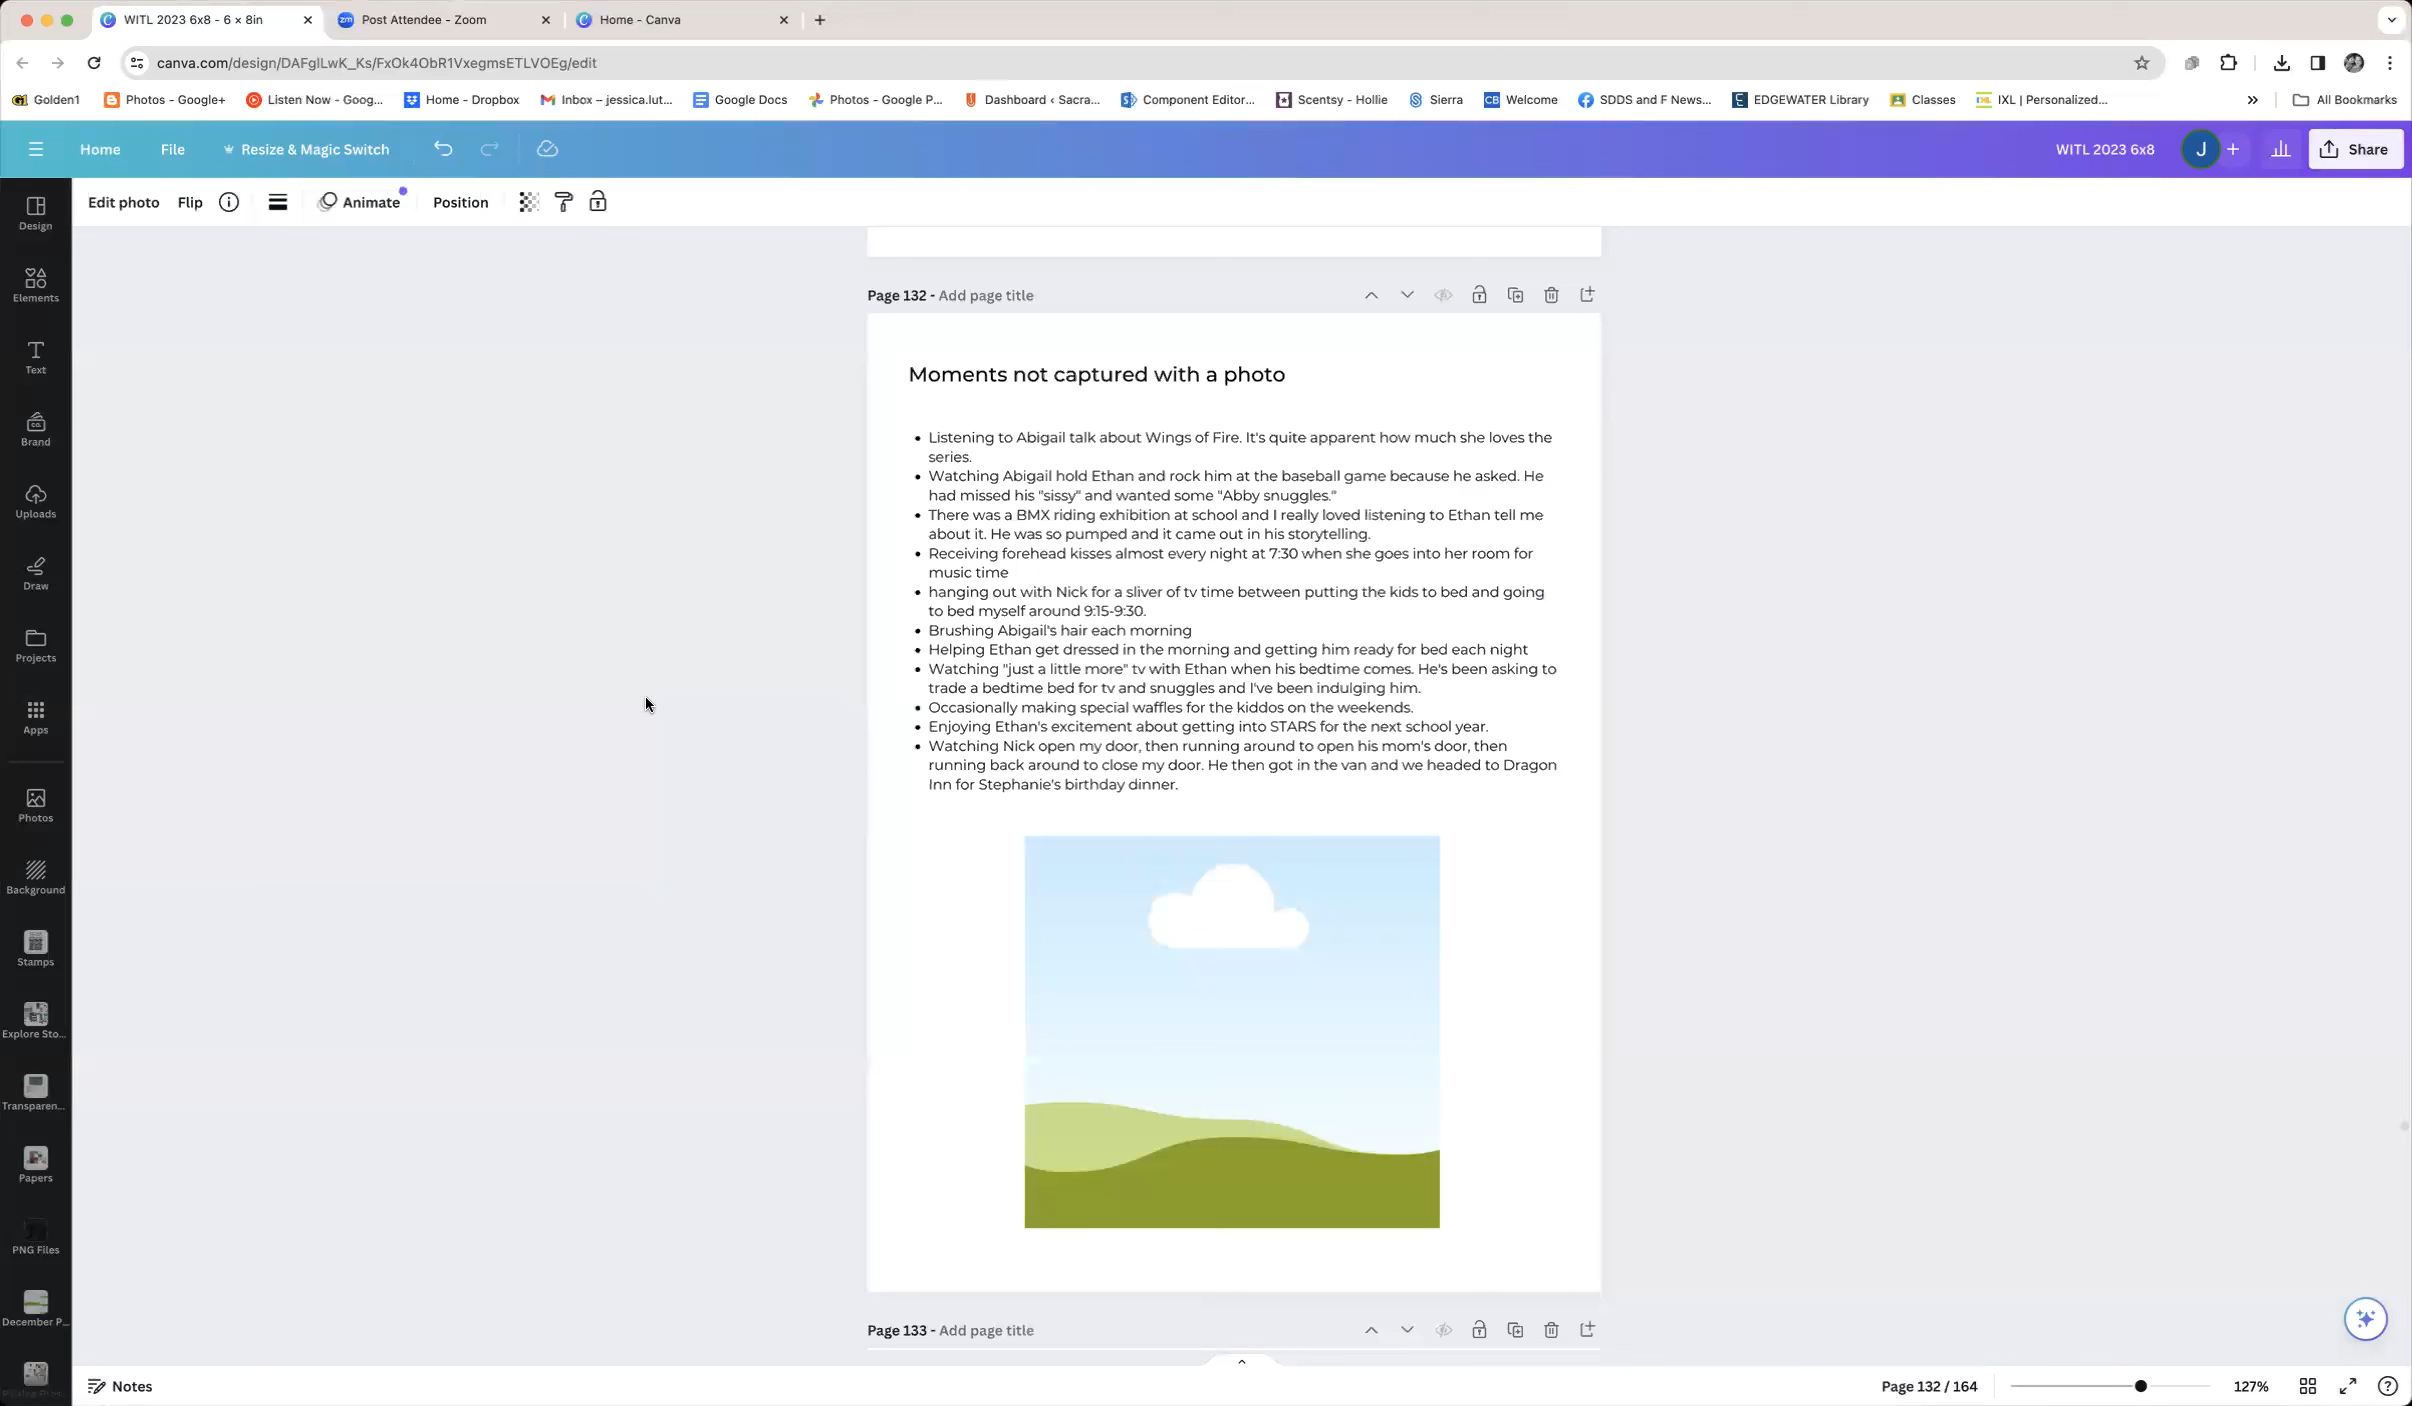 WITL 2023 6x8 - 6 × 8in
Post Attendee - Zoom
Home - Canva
canva.com/design/DAFglLwK_Ks/FxOk4ObR1VxegmsETLVOEg/edit
Golden1
Photos - Google+
Listen Now - Goog...
Home - Dropbox
Inbox – jessica.lut...
Google Docs
Photos - Google P...
Dashboard ‹ Sacra...
Component Editor...
Scentsy - Hollie
Sierra
CB Welcome
SDDS and F News...
EDGEWATER Library
Classes
IXL | Personalized...
All Bookmarks
Home
File
Resize & Magic Switch
WITL 2023 6x8
J
Share
Edit photo
Flip
Animate
Position
Design
Elements
Text
Brand
Uploads
Draw
Projects
Apps
Photos
Background
Stamps
Explore Sto...
Transparen...
Papers
PNG Files
December P...
Page 132 - Add page title
Moments not captured with a photo
• Listening to Abigail talk about Wings of Fire. It's quite apparent how much she loves the
series.
• Watching Abigail hold Ethan and rock him at the baseball game because he asked. He
had missed his "sissy" and wanted some "Abby snuggles."
• There was a BMX riding exhibition at school and I really loved listening to Ethan tell me
about it. He was so pumped and it came out in his storytelling.
• Receiving forehead kisses almost every night at 7:30 when she goes into her room for
music time
• hanging out with Nick for a sliver of tv time between putting the kids to bed and going
to bed myself around 9:15-9:30.
• Brushing Abigail's hair each morning
• Helping Ethan get dressed in the morning and getting him ready for bed each night
• Watching "just a little more" tv with Ethan when his bedtime comes. He's been asking to
trade a bedtime bed for tv and snuggles and I've been indulging him.
• Occasionally making special waffles for the kiddos on the weekends.
• Enjoying Ethan's excitement about getting into STARS for the next school year.
• Watching Nick open my door, then running around to open his mom's door, then
running back around to close my door. He then got in the van and we headed to Dragon
Inn for Stephanie's birthday dinner.
Page 133 - Add page title
Notes
Page 132 / 164
127%